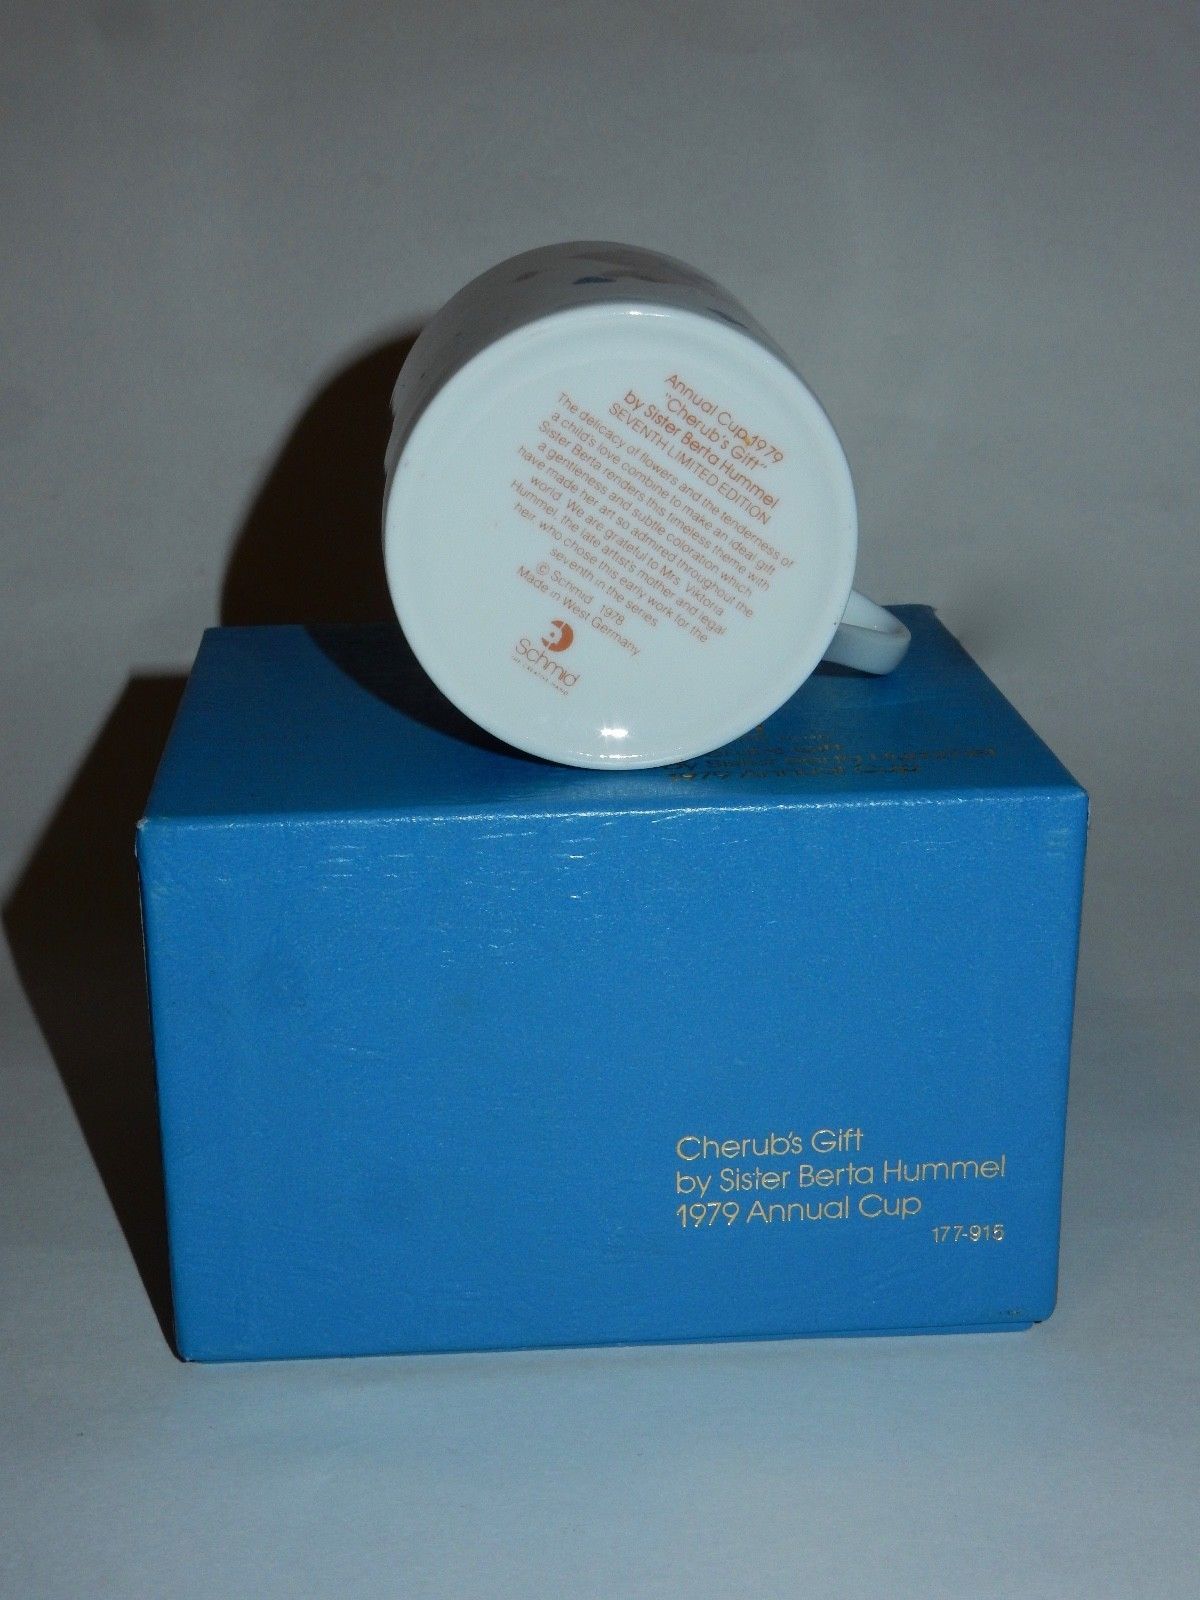 Annual Cup 1979
"Cherub's Gift"
by Sister Berta Hummel
SEVENTH LIMITED EDITION
The delicacy of flowers and the tenderness of
a child's love combine to make an ideal gift
Sister Berta renders this timeless theme with
a gentleness and subtle coloration which
have made her art so admired throughout the
world. We are grateful to Mrs. Viktoria
Hummel, the late artist's mother and legal
heir, who chose this early work for the
seventh in the series.
© Schmid 1978
Made in West Germany
Schmid
Cherub's Gift
by Sister Berta Hummel
1979 Annual Cup
177-915